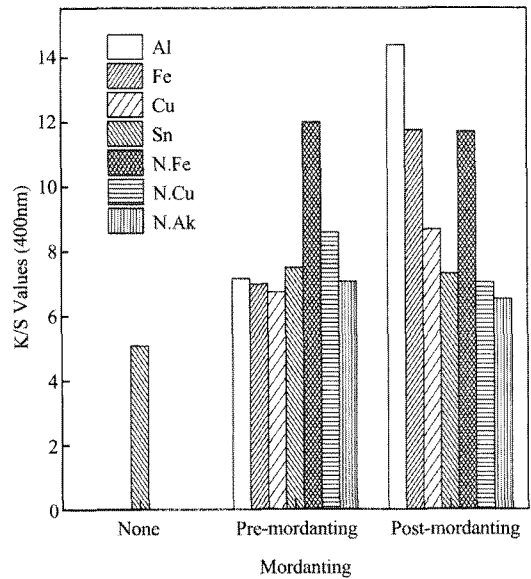 K/S Values (400nm)
14
12
10
8
6
4
2
0
Al
Fe
Cu
Sn
N.Fe
N.Cu
N.Ak
None
Pre-mordanting
Post-mordanting
Mordanting